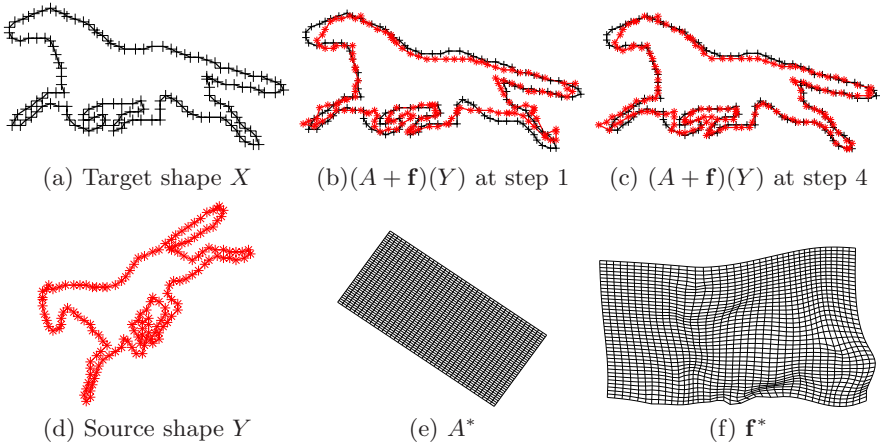 (a) Target shape X
(b)(A + f)(Y) at step 1
(c) (A + f)(Y) at step 4
(d) Source shape Y
(e) A*
(f) f*